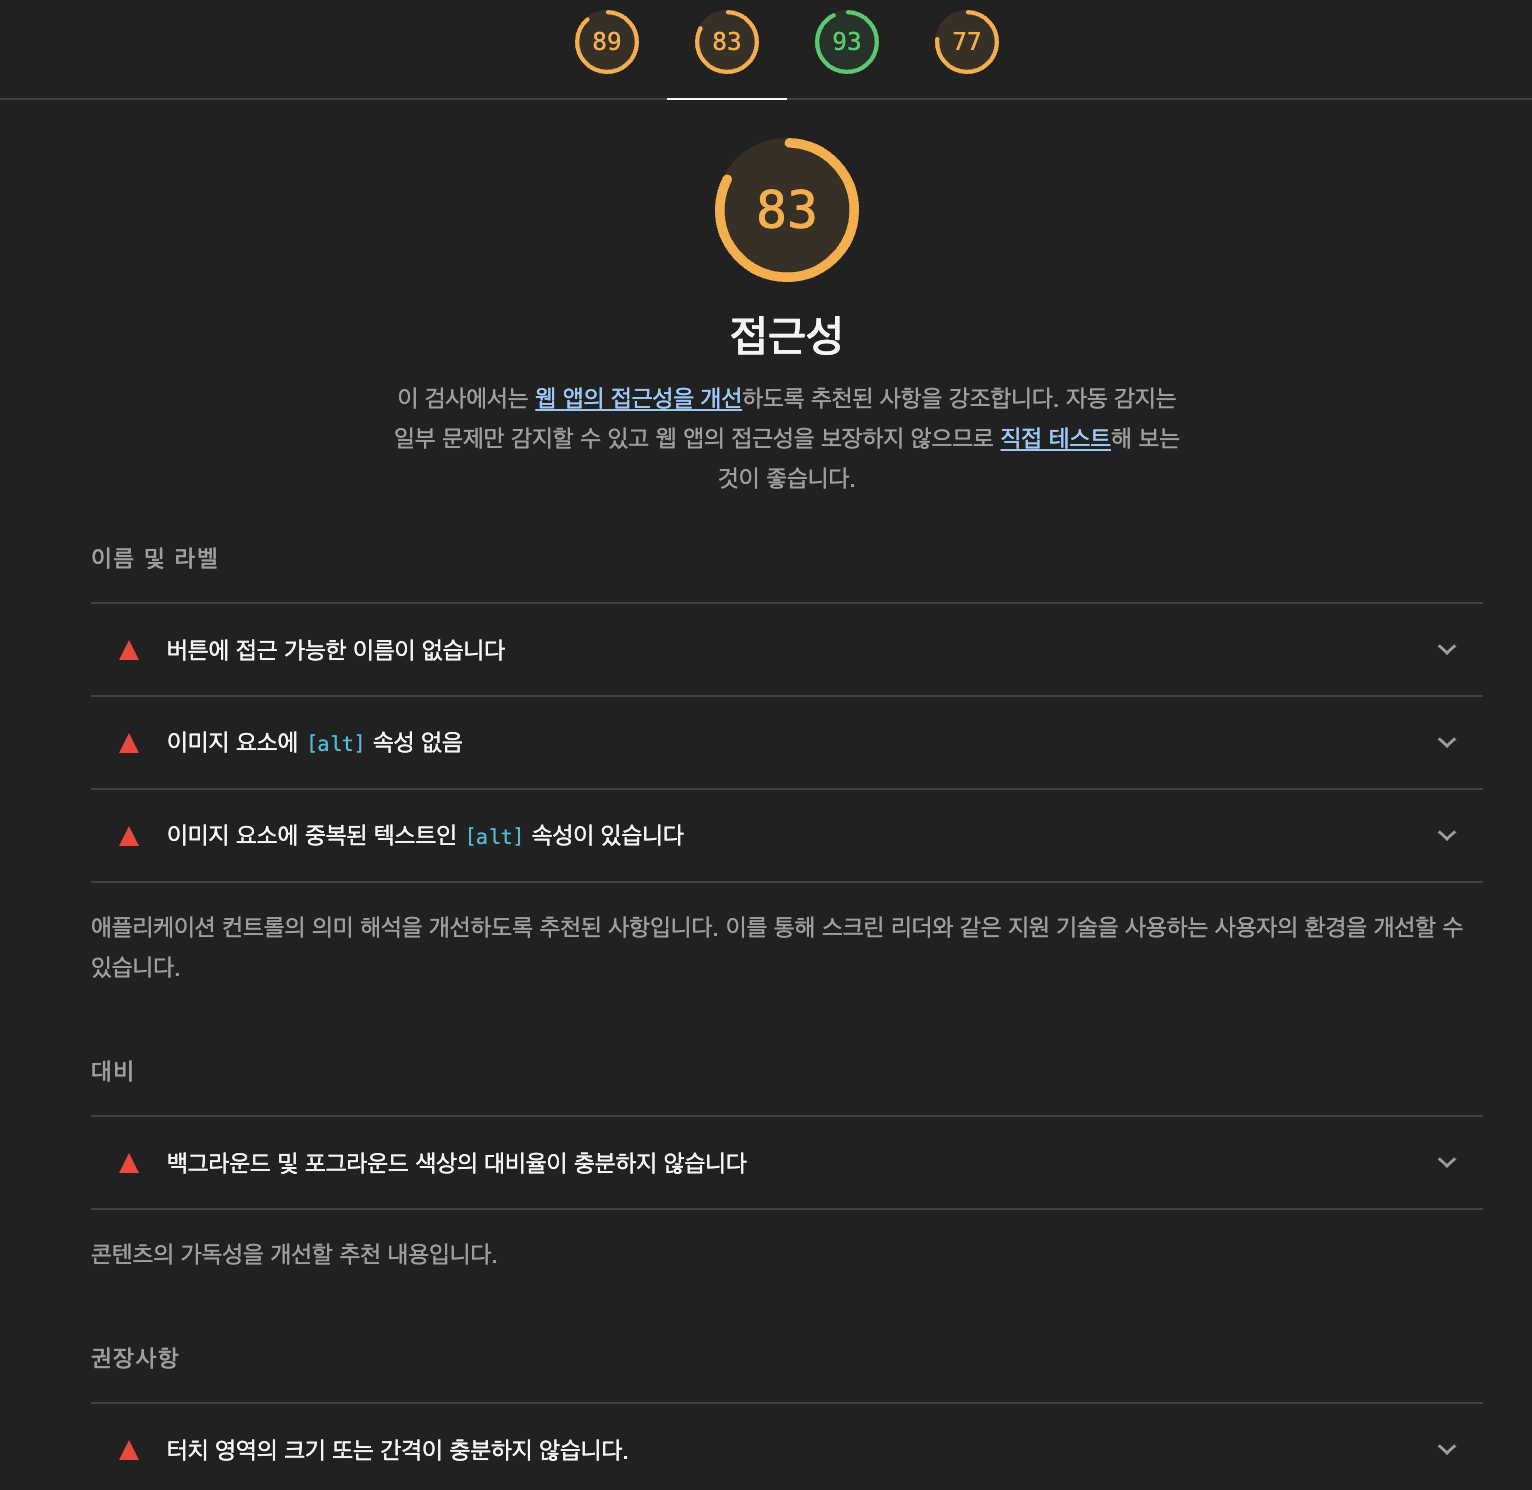 89 83 93 77
83
접근성
이 검사에서는 웹 앱의 접근성을 개선하도록 추천된 사항을 강조합니다. 자동 감지는
일부 문제만 감지할 수 있고 웹 앱의 접근성을 보장하지 않으므로 직접 테스트해 보는
것이 좋습니다.
이름 및 라벨
버튼에 접근 가능한 이름이 없습니다
이미지 요소에 [alt] 속성 없음
이미지 요소에 중복된 텍스트인 [alt] 속성이 있습니다
애플리케이션 컨트롤의 의미 해석을 개선하도록 추천된 사항입니다. 이를 통해 스크린 리더와 같은 지원 기술을 사용하는 사용자의 환경을 개선할 수
있습니다.
대비
백그라운드 및 포그라운드 색상의 대비율이 충분하지 않습니다
콘텐츠의 가독성을 개선할 추천 내용입니다.
권장사항
터치 영역의 크기 또는 간격이 충분하지 않습니다.